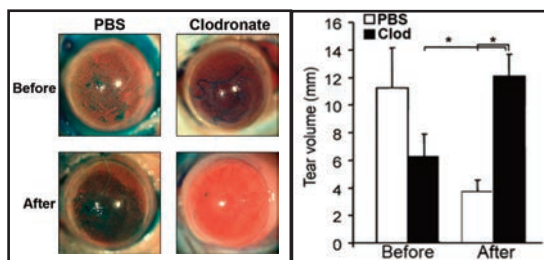 PBS Clodronate
Before
After
Tear volume (mm)
16
14
12
10
8
6
4
2
0
PBS
Clod
* *
Before After